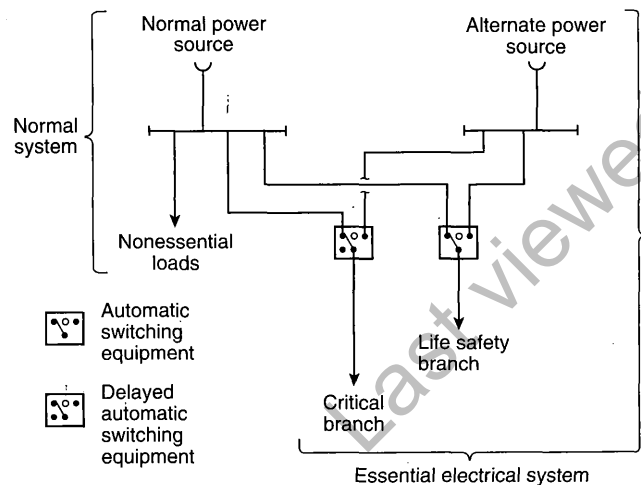 Normal power
source
Alternate power
source
Normal
system
Nonessential
loads
Automatic
switching
equipment
Life safety
branch
Delayed
automatic
switching
equipment
Critical
branch
Essential electrical system
Last viewe